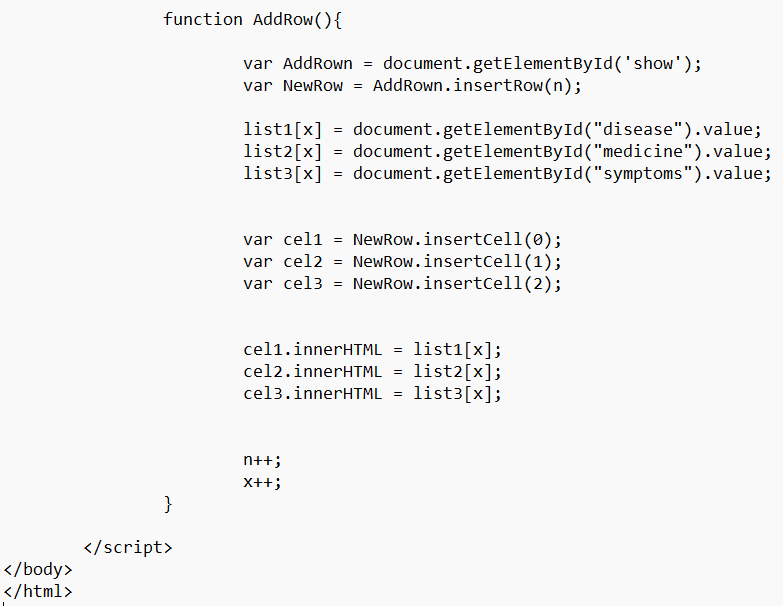 function AddRow(){
var AddRown = document.getElementById('show');
var NewRow = AddRown.insertRow(n);
list1[x] = document.getElementById("disease").value;
list2[x] = document.getElementById("medicine").value;
list3[x] = document.getElementById("symptoms").value;
var cel1 = NewRow.insertCell(0);
var cel2 = NewRow.insertCell(1);
var cel3 = NewRow.insertCell(2);
cel1.innerHTML = list1[x];
cel2.innerHTML = list2[x];
cel3.innerHTML = list3[x];
n++;
x++;
}
</script>
</body>
</html>